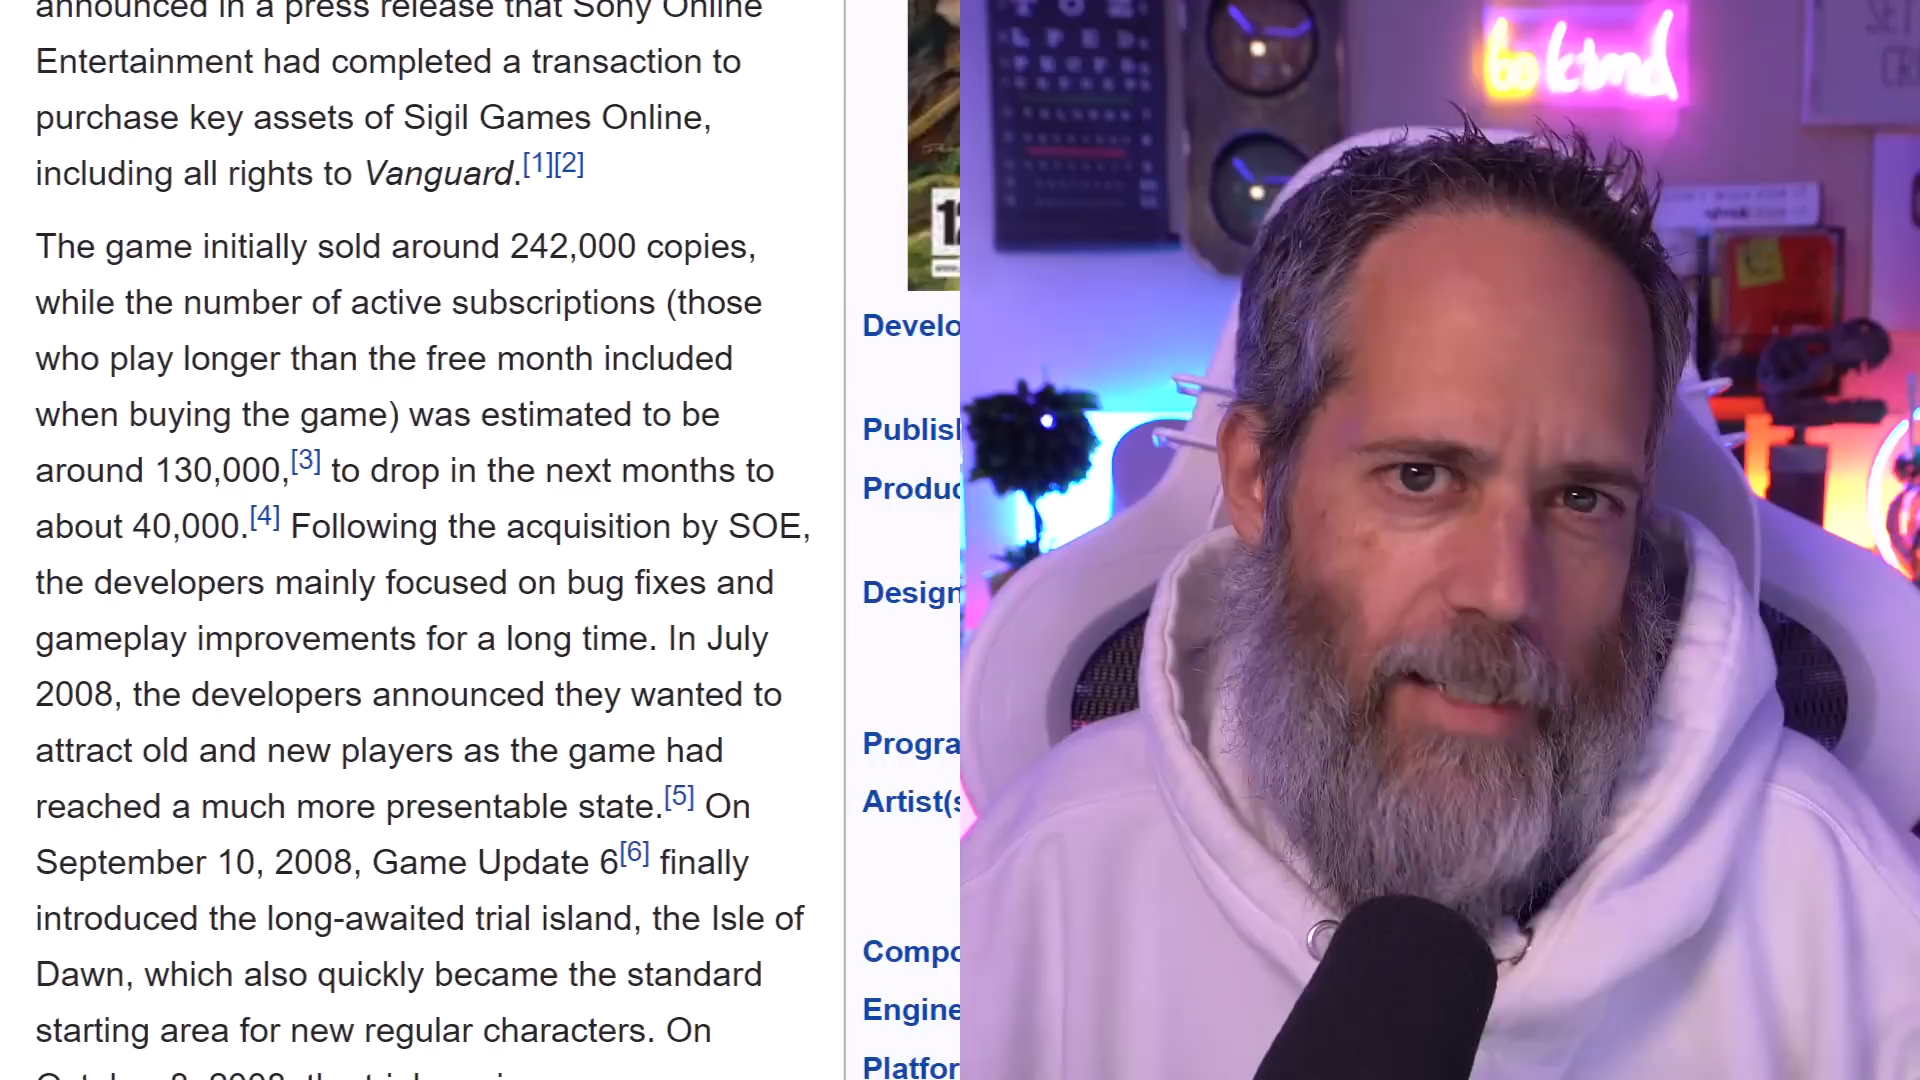 announced in a press release that Sony Online
Entertainment had completed a transaction to
purchase key assets of Sigil Games Online,
including all rights to Vanguard.[1][2]
The game initially sold around 242,000 copies,
while the number of active subscriptions (those
who play longer than the free month included
when buying the game) was estimated to be
around 130,000,[3] to drop in the next months to
about 40,000.[4] Following the acquisition by SOE,
the developers mainly focused on bug fixes and
gameplay improvements for a long time. In July
2008, the developers announced they wanted to
attract old and new players as the game had
reached a much more presentable state.[5] On
September 10, 2008, Game Update 6[6] finally
introduced the long-awaited trial island, the Isle of
Dawn, which also quickly became the standard
starting area for new regular characters. On
Develo
Publish
Produc
Design
Progra
Artist(s
Compo
Engine
Platfor